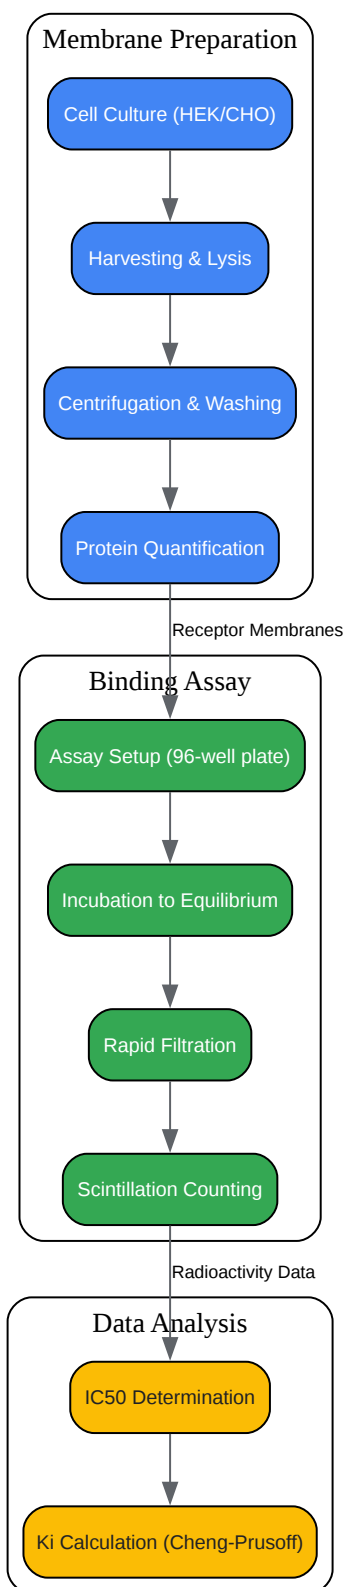 Membrane Preparation
Cell Culture (HEK/CHO)
Harvesting & Lysis
Centrifugation & Washing
Protein Quantification
Receptor Membranes
Binding Assay
Assay Setup (96-well plate)
Incubation to Equilibrium
Rapid Filtration
Scintillation Counting
Radioactivity Data
Data Analysis
IC50 Determination
Ki Calculation (Cheng-Prusoff)